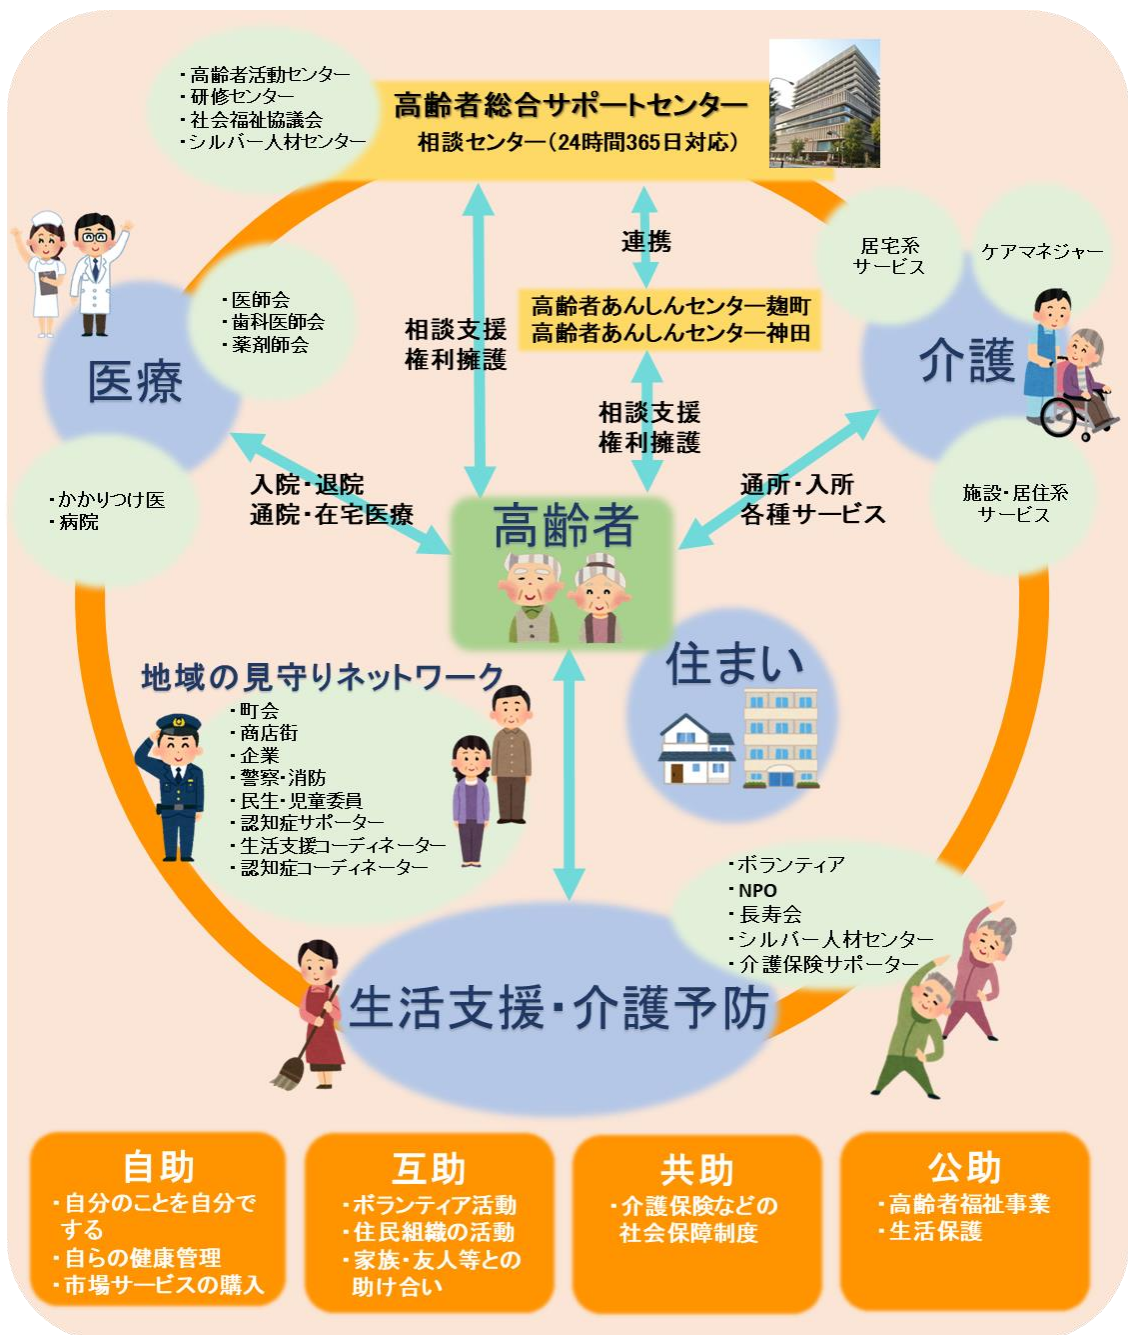 ・高齢者活動センター
・研修センター
・社会福祉協議会
・シルバー人材センター
高齢者総合サポートセンター
相談センター（24時間365日対応）
連携
高齢者あんしんセンター麹町
高齢者あんしんセンター神田
相談支援
権利擁護
相談支援
権利擁護
医療
・医師会
・歯科医師会
・薬剤師会
・かかりつけ医
・病院
入院・退院
通院・在宅医療
居宅系
サービス
ケアマネジャー
介護
施設・居住系
サービス
通所・入所
各種サービス
高齢者
住まい
地域の見守りネットワーク
・町会
・商店街
・企業
・警察・消防
・民生・児童委員
・認知症サポーター
・生活支援コーディネーター
・認知症コーディネーター
・ボランティア
・NPO
・長寿会
・シルバー人材センター
・介護保険サポーター
生活支援・介護予防
自助
・自分のことを自分で
する
・自らの健康管理
・市場サービスの購入
互助
・ボランティア活動
・住民組織の活動
・家族・友人等との
助け合い
共助
・介護保険などの
社会保障制度
公助
・高齢者福祉事業
・生活保護